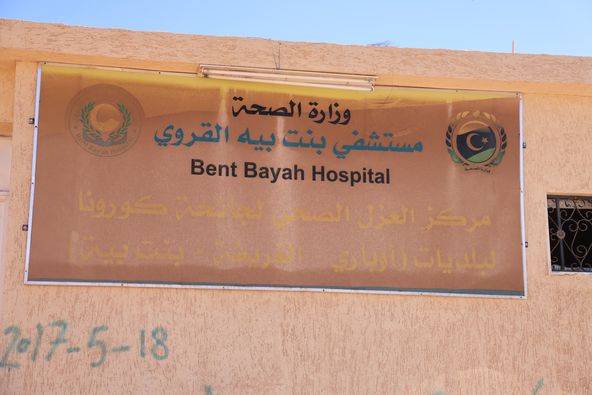 وزارة الصحة
مستشفي بنت بيه القروي
Bent Bayah Hospital
مركز العزل الصحي لجائحة كورونا
لبلديات (أوباري الغريفة بنت بية)
2017-5-18